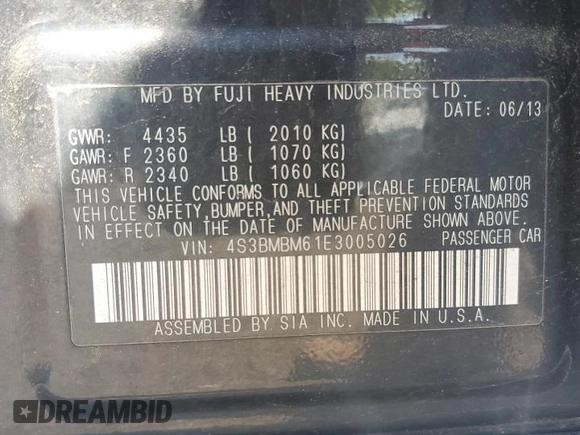 MFD BY FUJI HEAVY INDUSTRIES LTD.
DATE: 06/13
GVWR: 4435 LB ( 2010 KG)
GAWR: F 2360 LB ( 1070 KG)
GAWR: R 2340 LB ( 1060 KG)
THIS VEHICLE CONFORMS TO ALL APPLICABLE FEDERAL MOTOR
VEHICLE SAFETY, BUMPER, AND THEFT PREVENTION STANDARDS
IN EFFECT ON THE DATE OF MANUFACTURE SHOWN ABOVE.
VIN: 4S3BMBM61E3005026 PASSENGER CAR
ASSEMBLED BY SIA INC. MADE IN U.S.A.
DREAMBID